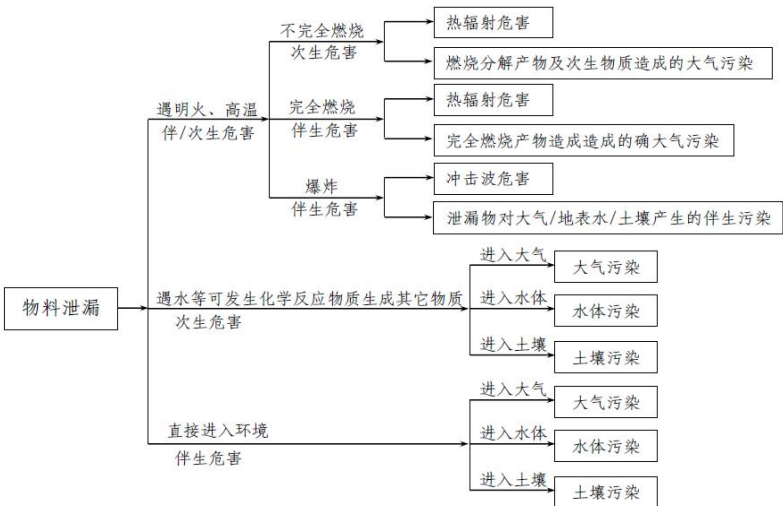 不完全燃烧
次生危害
热辐射危害
燃烧分解产物及次生物质造成的大气污染
遇明火、高温
伴/次生危害
完全燃烧
伴生危害
热辐射危害
完全燃烧产物造成造成的确大气污染
爆炸
伴生危害
冲击波危害
泄漏物对大气/地表水/土壤产生的伴生污染
物料泄漏
遇水等可发生化学反应物质生成其它物质
次生危害
进入大气
大气污染
进入水体
水体污染
进入土壤
土壤污染
直接进入环境
伴生危害
进入大气
大气污染
进入水体
水体污染
进入土壤
土壤污染